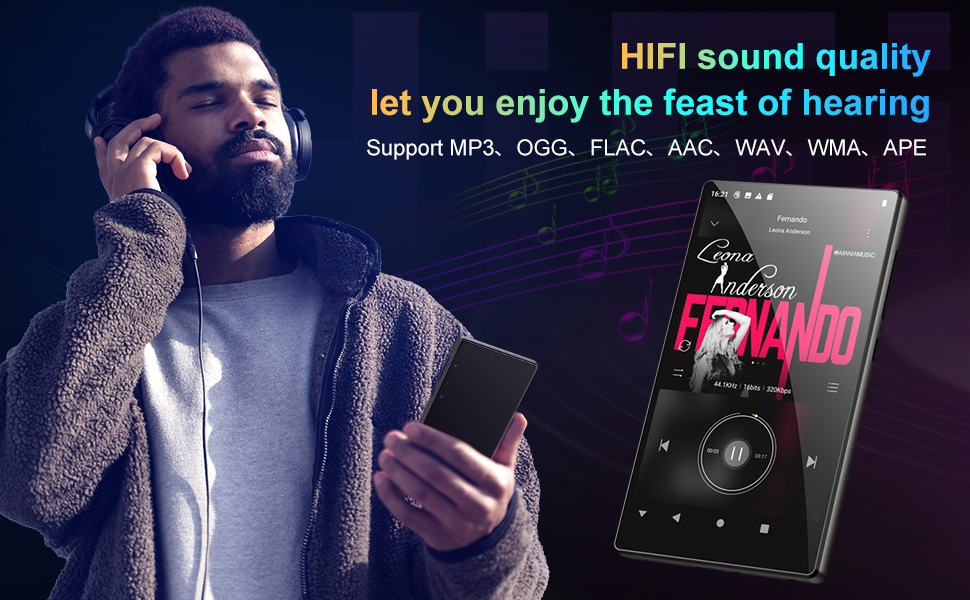 HIFI sound quality
let you enjoy the feast of hearing
Support MP3、OGG、FLAC、AAC、WAV、WMA、APE
16:21
Fernando
Leona Anderson
MANIAMUSIC
Leona
Anderson
FERNANDO
44.1KHz | 16bits | 320Kbps
00:03
03:17